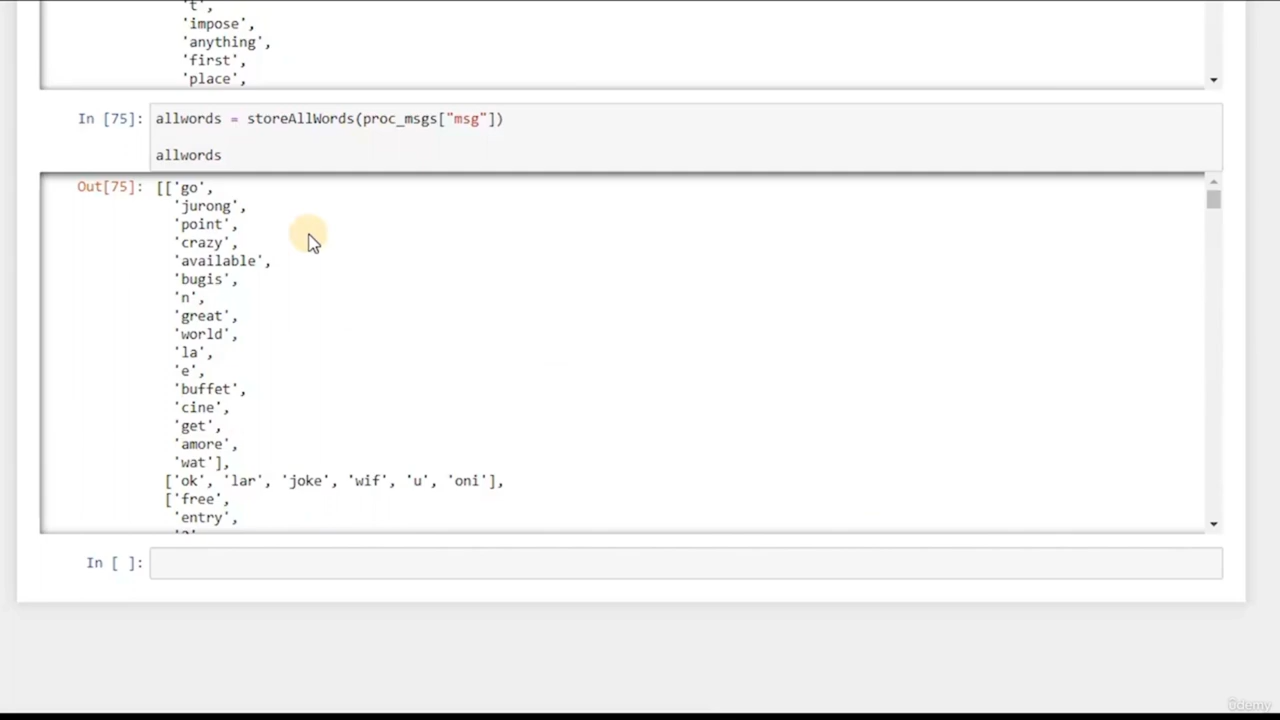 't',
'impose',
'anything',
'first',
'place',
In [75]: allwords = storeAllWords(proc_msgs["msg"])
allwords
Out[75]: [['go',
'jurong',
'point',
'crazy',
'available',
'bugis',
'n',
'great',
'world',
'la',
'e',
'buffet',
'cine',
'get',
'amore',
'wat'],
['ok', 'lar', 'joke', 'wif', 'u', 'oni'],
['free',
'entry',
In [ ]:
ûdemy